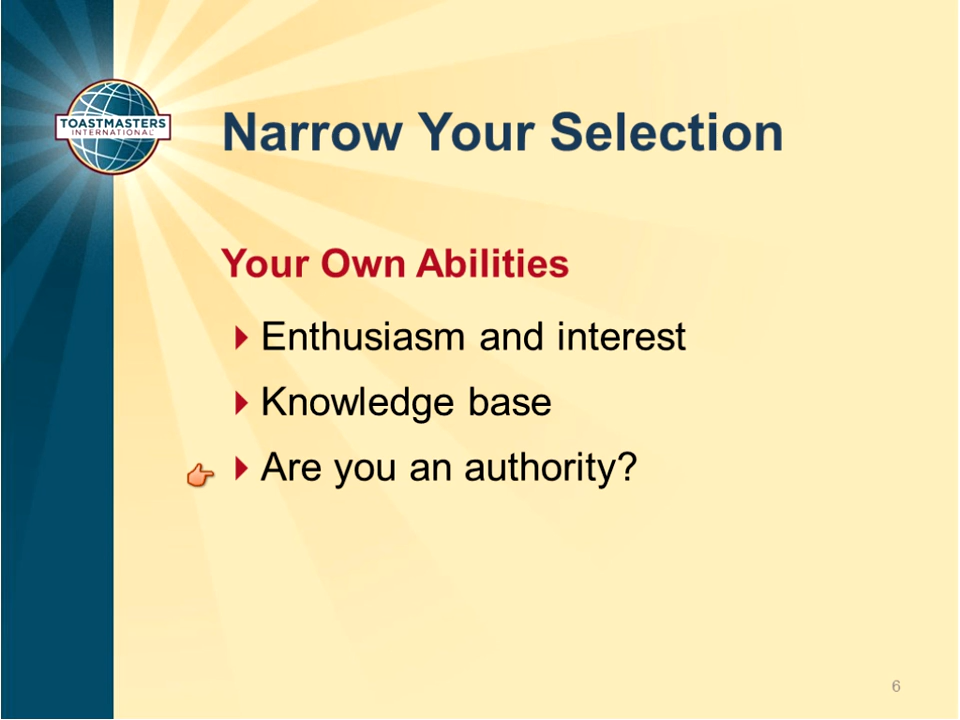 TOASTMASTERS
INTERNATIONAL
Narrow Your Selection
Your Own Abilities
Enthusiasm and interest
Knowledge base
Are you an authority?
6